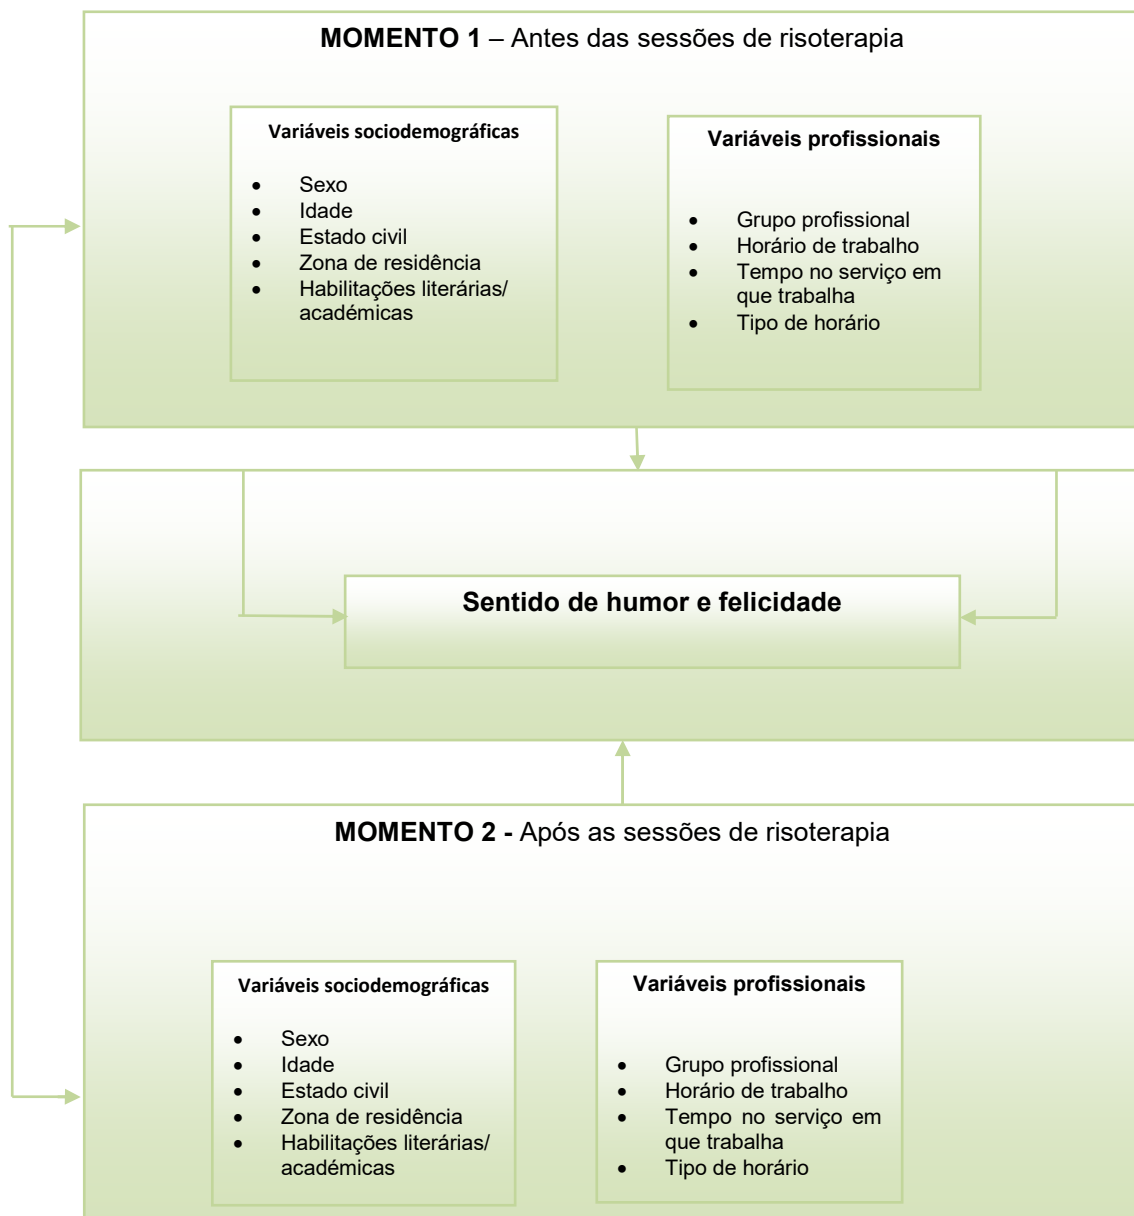 MOMENTO 1 – Antes das sessões de risoterapia
Variáveis sociodemográficas
• Sexo
• Idade
• Estado civil
• Zona de residência
• Habilitações literárias/
académicas
Variáveis profissionais
• Grupo profissional
• Horário de trabalho
• Tempo no serviço em
que trabalha
• Tipo de horário
Sentido de humor e felicidade
MOMENTO 2 - Após as sessões de risoterapia
Variáveis sociodemográficas
• Sexo
• Idade
• Estado civil
• Zona de residência
• Habilitações literárias/
académicas
Variáveis profissionais
• Grupo profissional
• Horário de trabalho
• Tempo no serviço em
que trabalha
• Tipo de horário